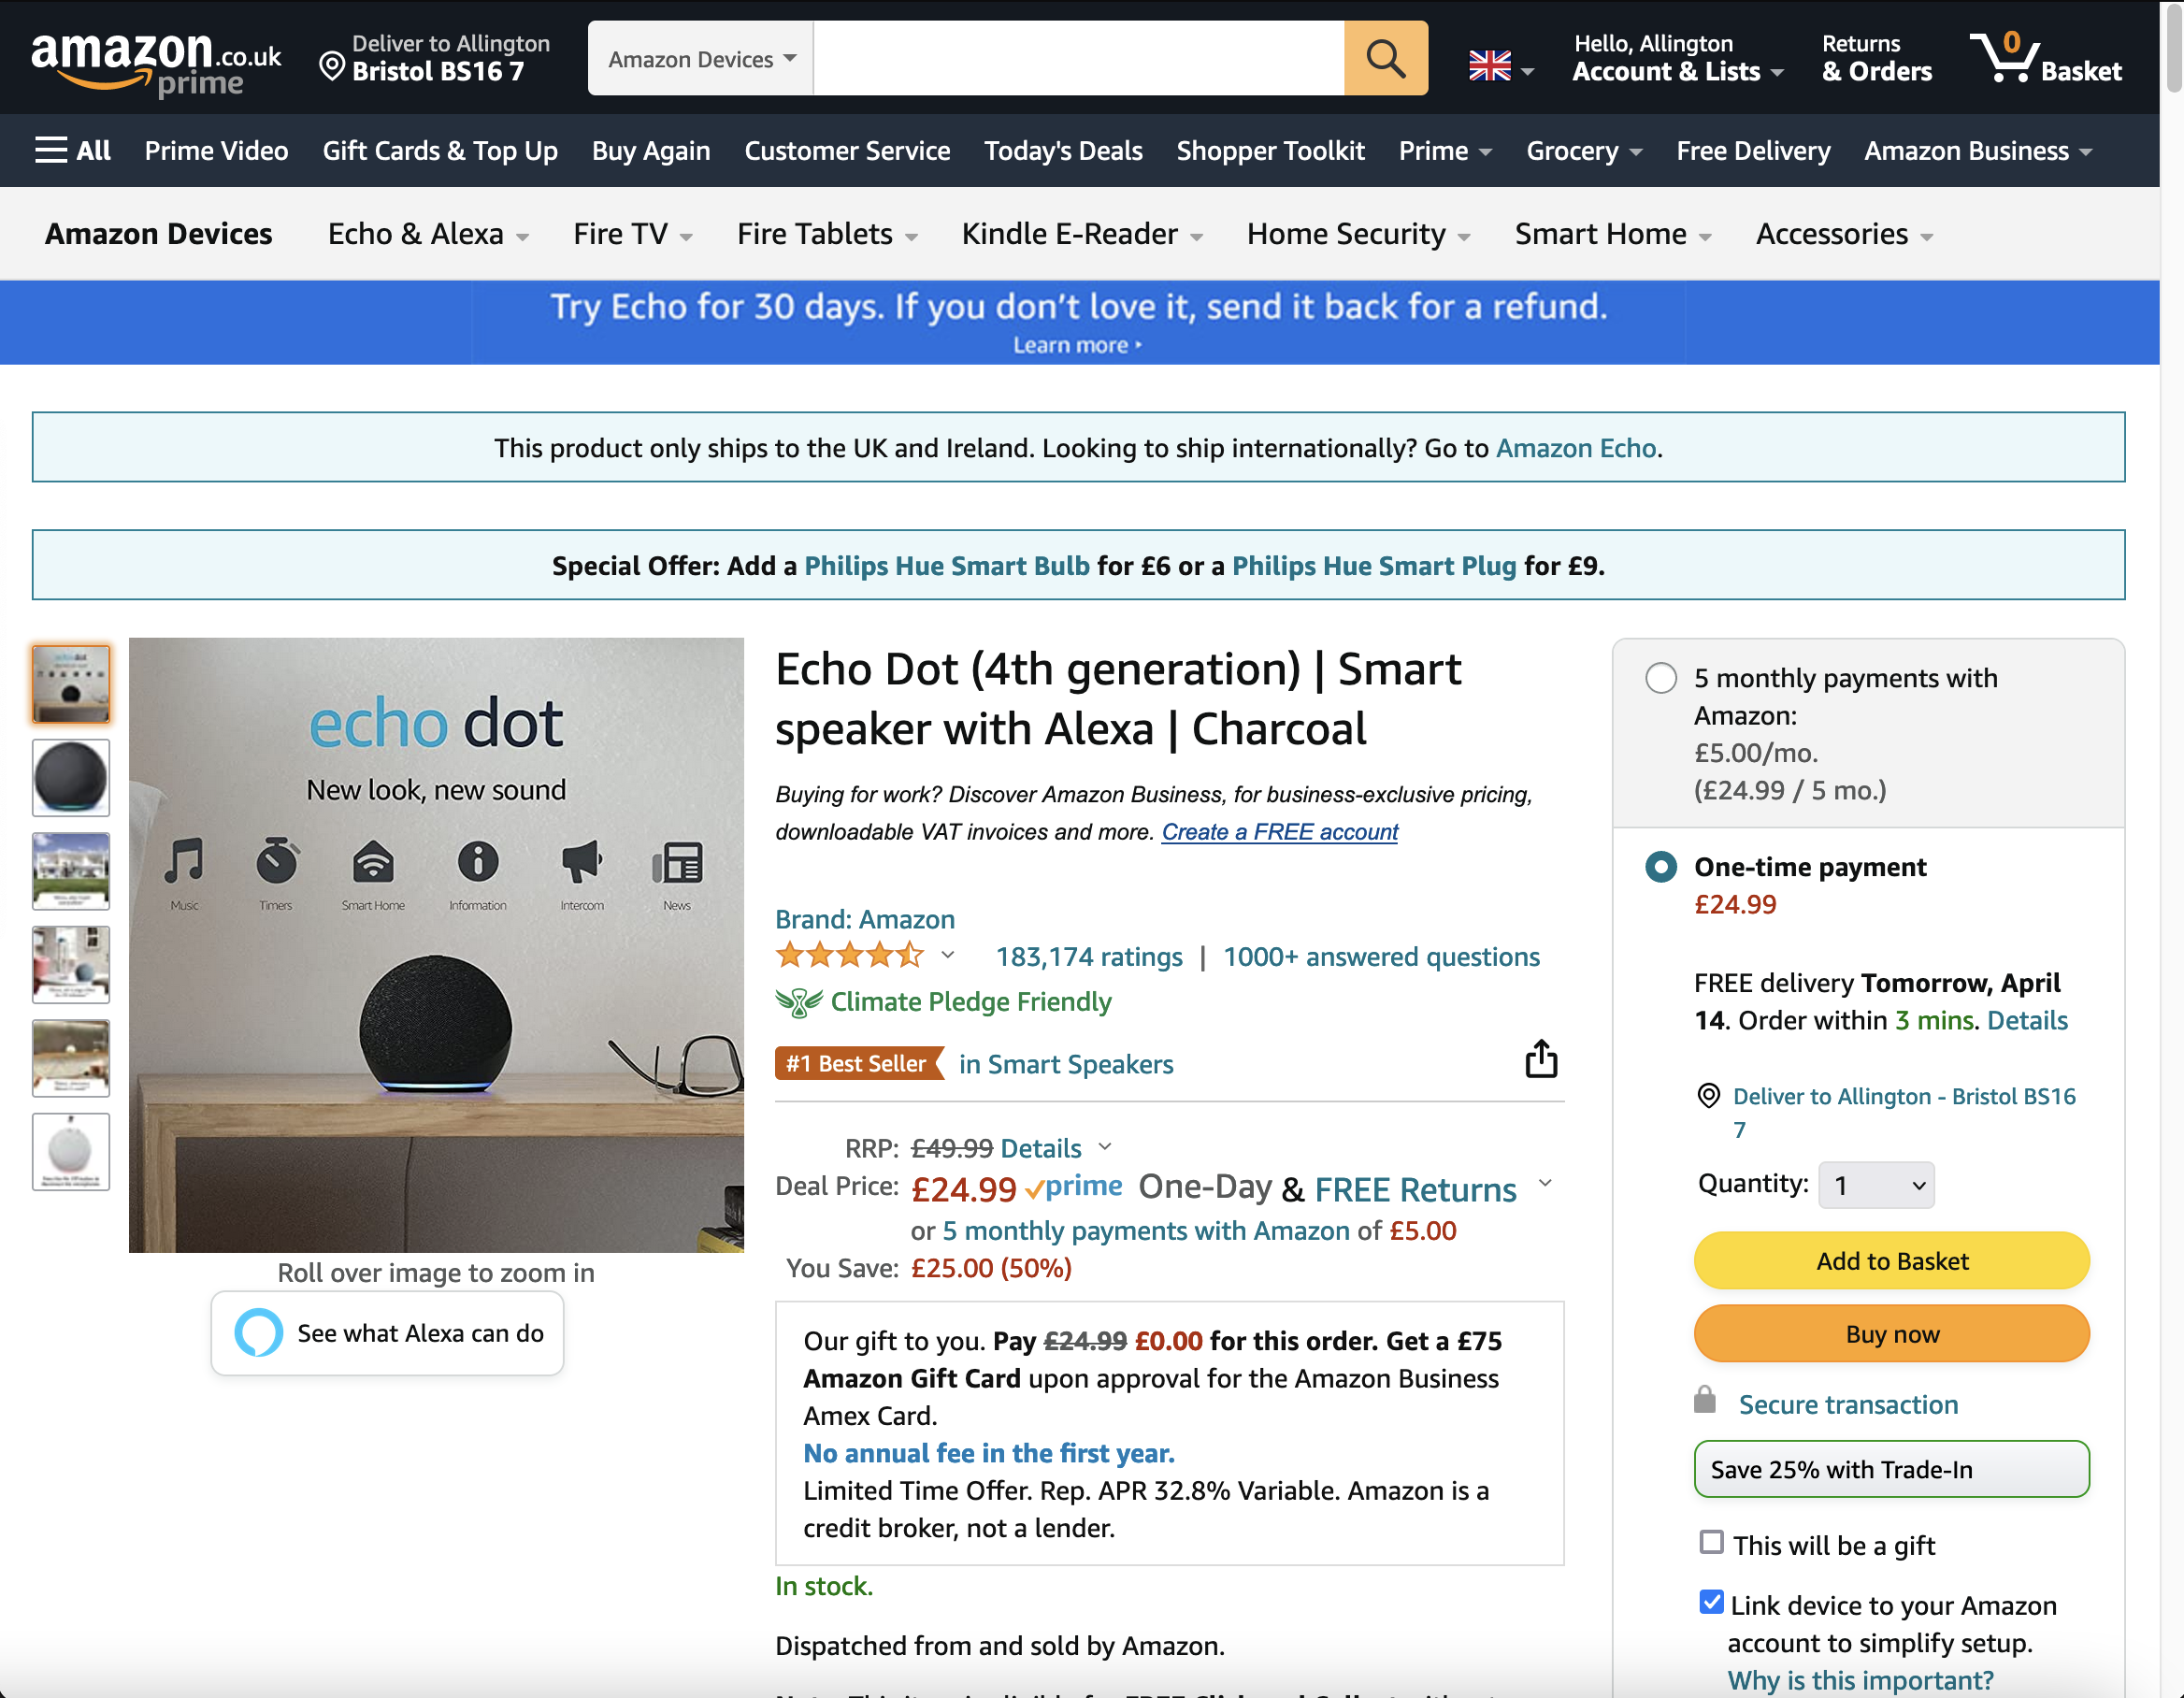 amazon.co.uk
prime
Deliver to Allington
Bristol BS16 7
Amazon Devices
Hello, Allington
Account & Lists
Returns
& Orders
0
Basket
All
Prime Video
Gift Cards & Top Up
Buy Again
Customer Service
Today's Deals
Shopper Toolkit
Prime
Grocery
Free Delivery
Amazon Business
Amazon Devices
Echo & Alexa
Fire TV
Fire Tablets
Kindle E-Reader
Home Security
Smart Home
Accessories
Try Echo for 30 days. If you don’t love it, send it back for a refund.
Learn more ▸
This product only ships to the UK and Ireland. Looking to ship internationally? Go to Amazon Echo.
Special Offer: Add a Philips Hue Smart Bulb for £6 or a Philips Hue Smart Plug for £9.
echo dot
New look, new sound
Music
Timers
Smart Home
Information
Intercom
News
Roll over image to zoom in
See what Alexa can do
Echo Dot (4th generation) | Smart
speaker with Alexa | Charcoal
Buying for work? Discover Amazon Business, for business-exclusive pricing,
downloadable VAT invoices and more. Create a FREE account
Brand: Amazon
183,174 ratings | 1000+ answered questions
Climate Pledge Friendly
#1 Best Seller in Smart Speakers
RRP: £49.99 Details
Deal Price: £24.99 prime One-Day & FREE Returns
or 5 monthly payments with Amazon of £5.00
You Save: £25.00 (50%)
Our gift to you. Pay £24.99 £0.00 for this order. Get a £75
Amazon Gift Card upon approval for the Amazon Business
Amex Card.
No annual fee in the first year.
Limited Time Offer. Rep. APR 32.8% Variable. Amazon is a
credit broker, not a lender.
In stock.
Dispatched from and sold by Amazon.
5 monthly payments with
Amazon:
£5.00/mo.
(£24.99 / 5 mo.)
One-time payment
£24.99
FREE delivery Tomorrow, April
14. Order within 3 mins. Details
Deliver to Allington - Bristol BS16
7
Quantity: 1
Add to Basket
Buy now
Secure transaction
Save 25% with Trade-In
This will be a gift
Link device to your Amazon
account to simplify setup.
Why is this important?